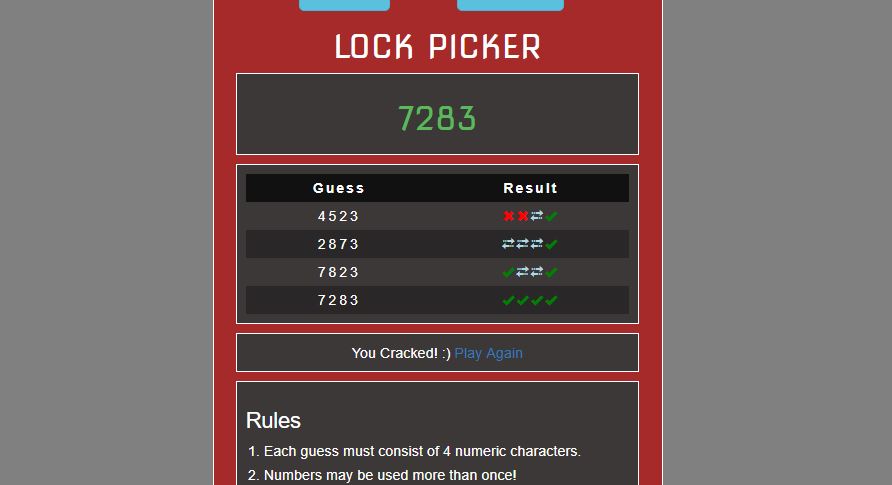 LOCK PICKER
7283
Guess Result
4523
2873
7823
7283
You Cracked! :) Play Again
Rules
1. Each guess must consist of 4 numeric characters.
2. Numbers may be used more than once!